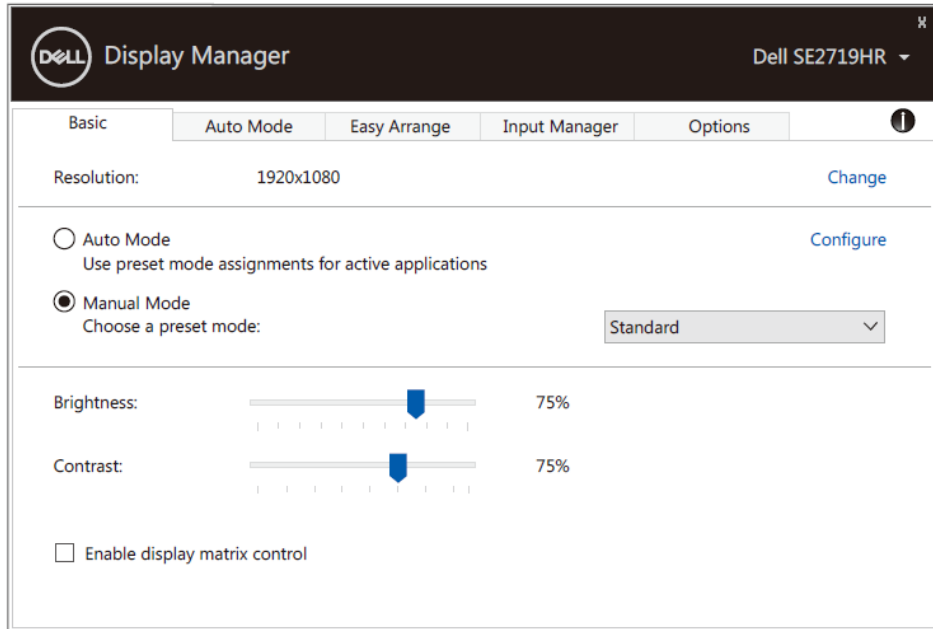 DELL Display Manager Dell SE2719HR
Basic Auto Mode Easy Arrange Input Manager Options
Resolution: 1920x1080 Change
Auto Mode Configure
Use preset mode assignments for active applications
Manual Mode
Choose a preset mode: Standard
Brightness: 75%
Contrast: 75%
Enable display matrix control